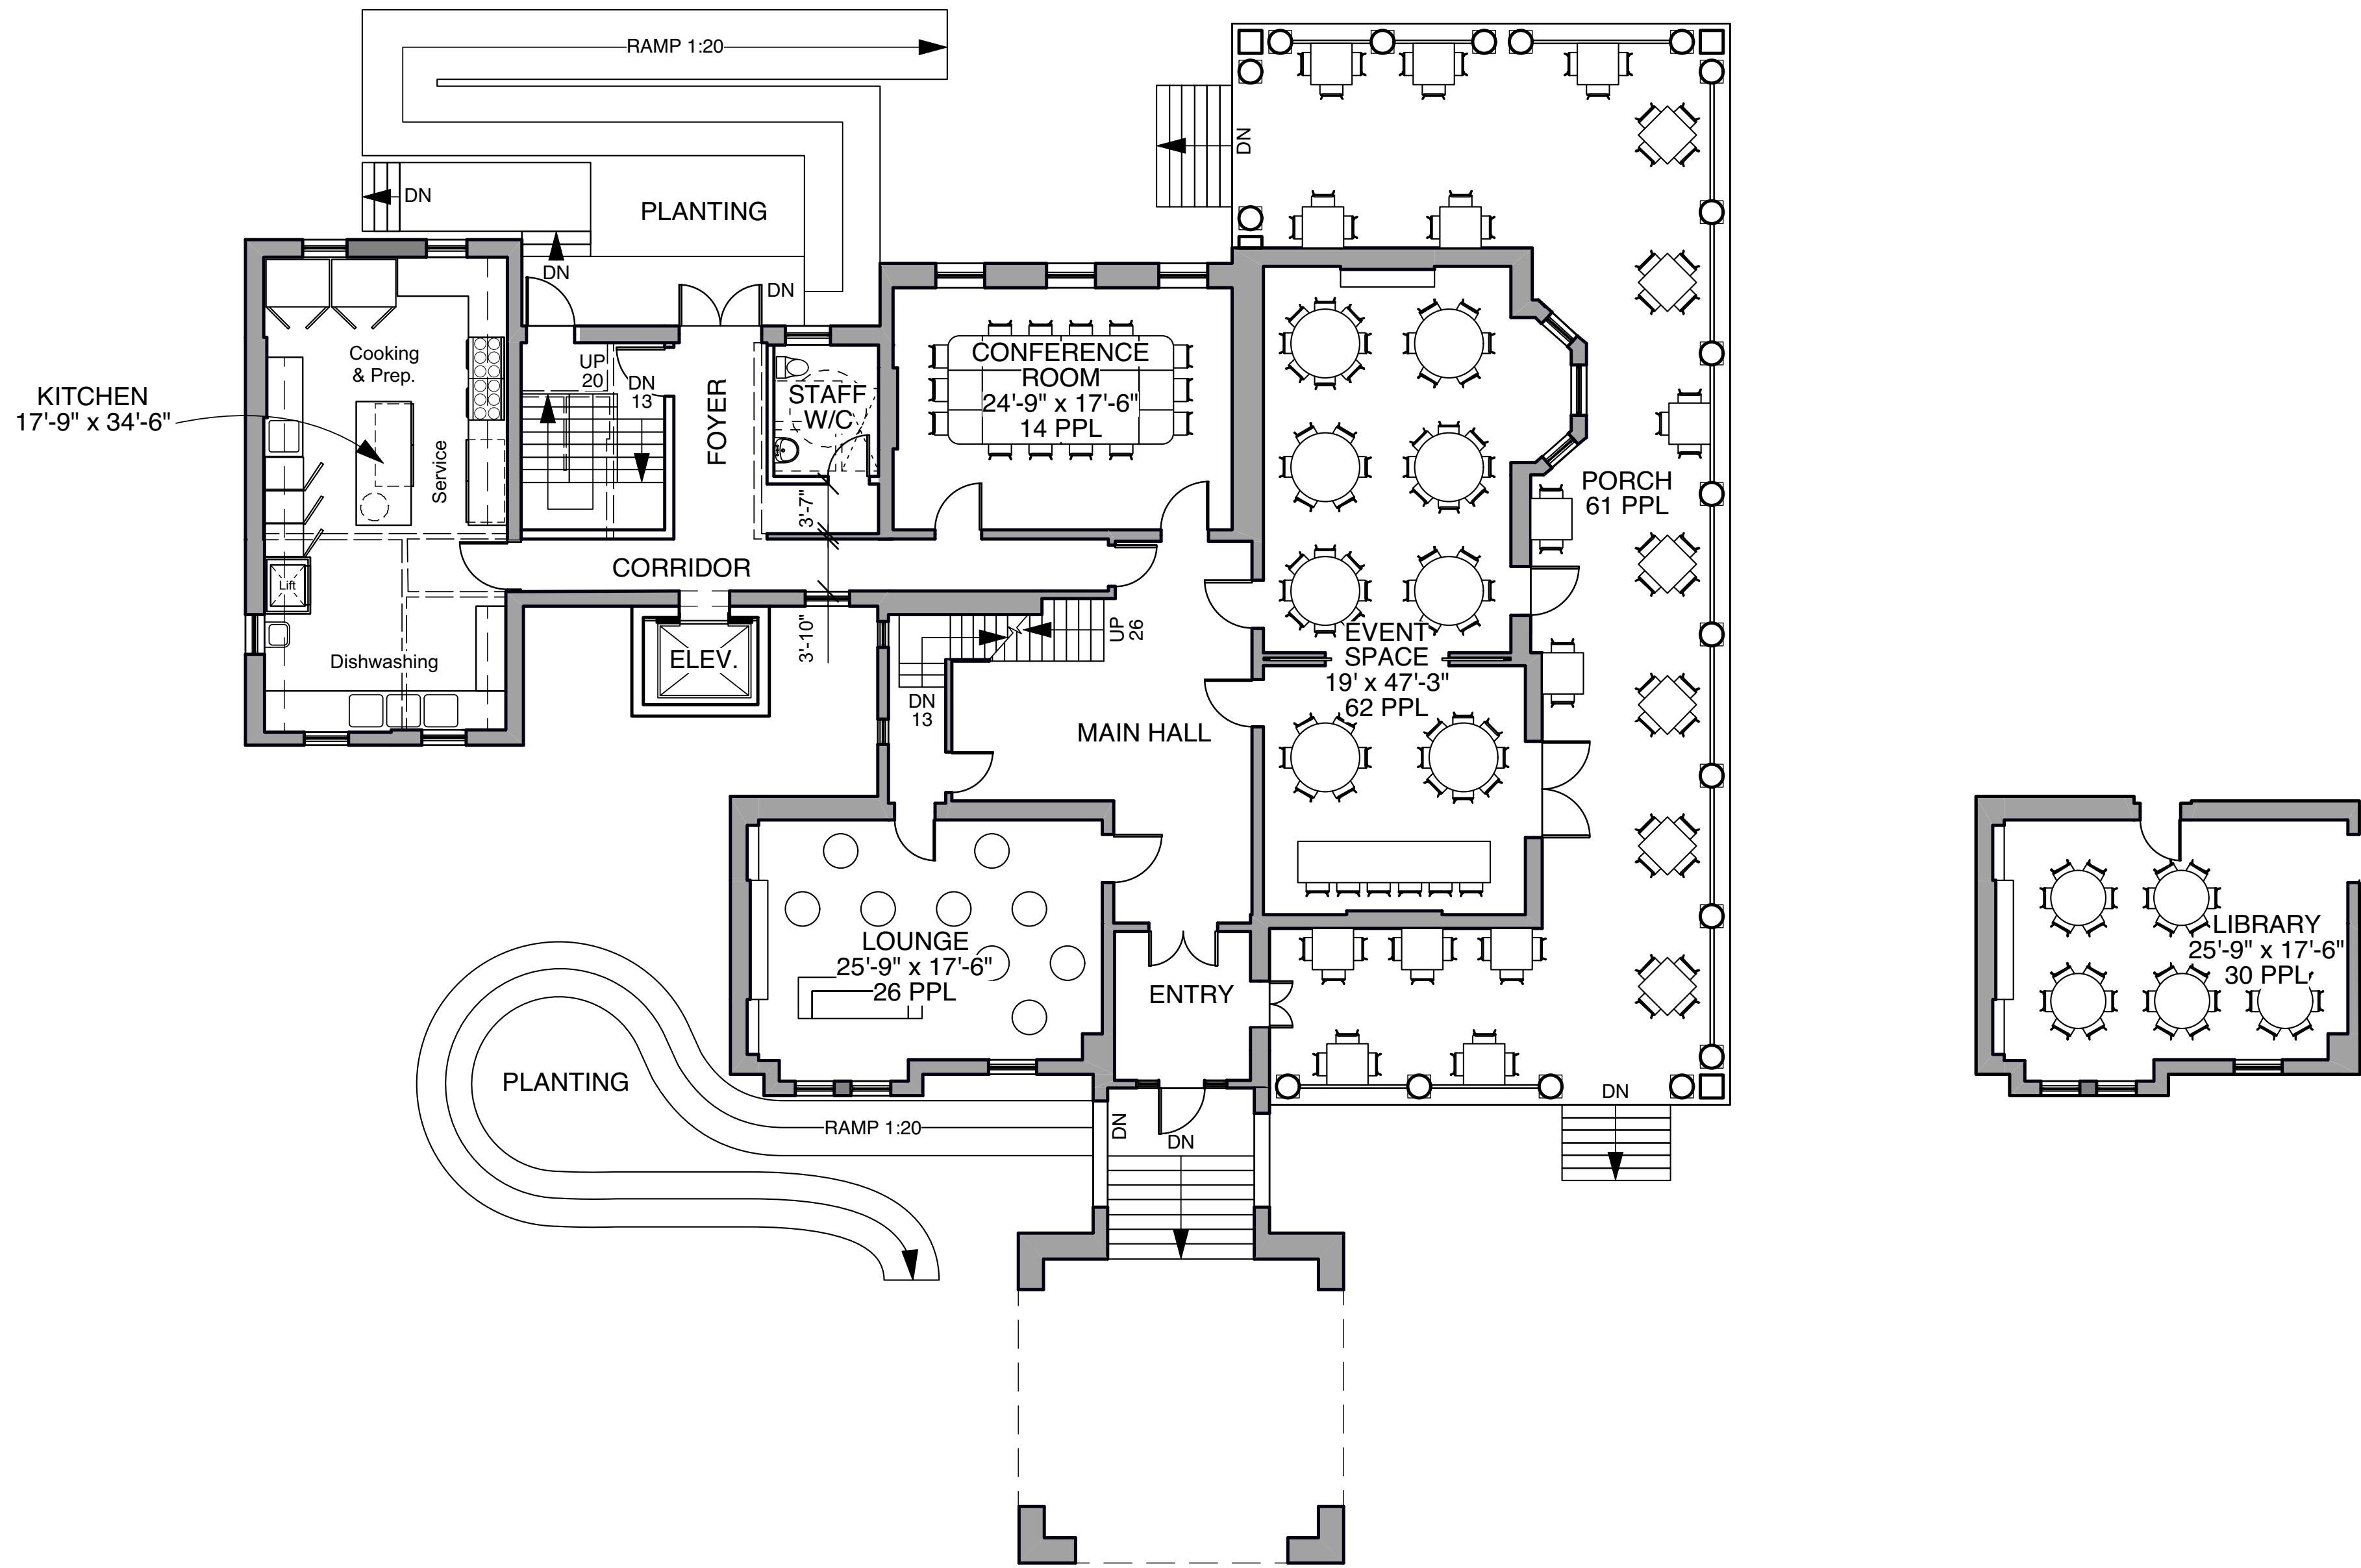 RAMP 1:20
DN
DN
PLANTING
DN
DN
UP
20
DN
13
FOYER
STAFF
W/C
CONFERENCE
ROOM
24'-9" x 17'-6"
14 PPL
Cooking
& Prep.
KITCHEN
17'-9" x 34'-6"
Service
3'-7"
PORCH
61 PPL
CORRIDOR
Lift
3'-10"
ELEV.
Dishwashing
UP
26
DN
13
EVENT
SPACE
19' x 47'-3"
62 PPL
MAIN HALL
LOUNGE
25'-9" x 17'-6"
26 PPL
ENTRY
LIBRARY
25'-9" x 17'-6"
30 PPL
PLANTING
RAMP 1:20
DN
DN
DN